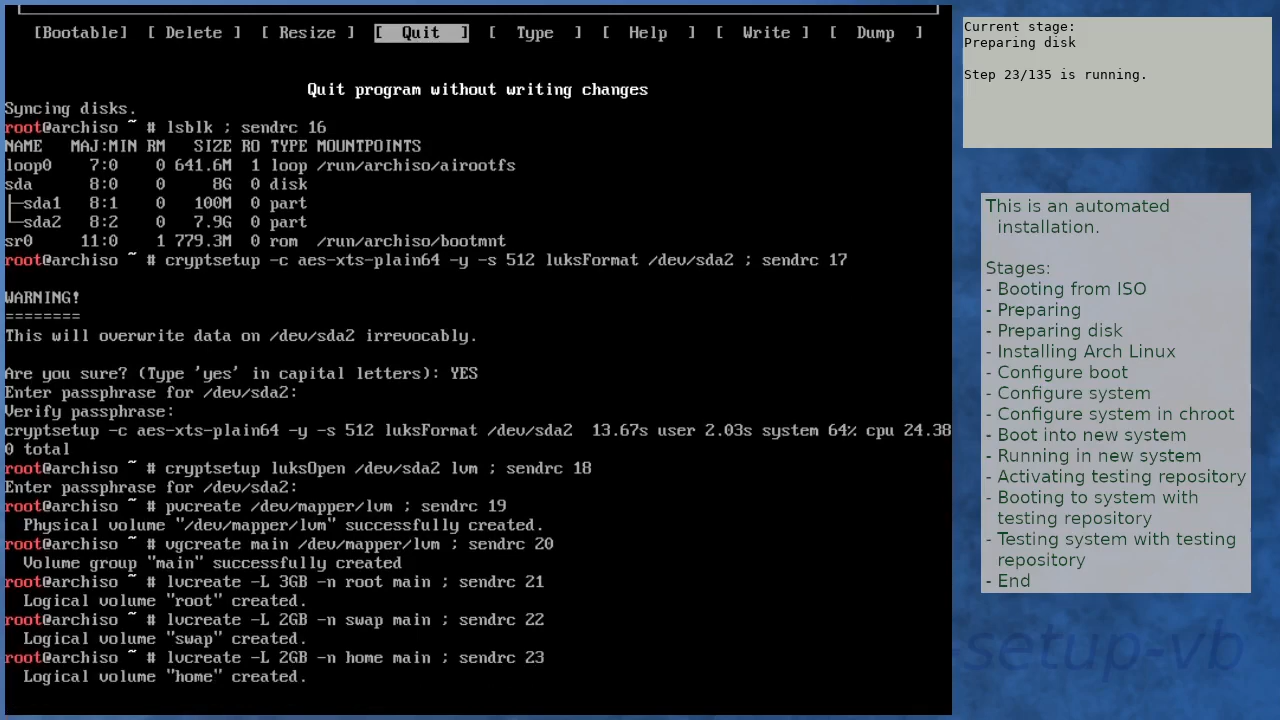 [Bootable] [ Delete ] [ Resize ] [ Quit ] [ Type ] [ Help ] [ Write ] [ Dump ]
Quit program without writing changes
Syncing disks.
root@archiso ~ # lsblk ; sendrc 16
NAME MAJ:MIN RM SIZE RO TYPE MOUNTPOINTS
loop0 7:0 0 641.6M 1 loop /run/archiso/airootfs
sda 8:0 0 8G 0 disk
├─sda1 8:1 0 100M 0 part
└─sda2 8:2 0 7.9G 0 part
sr0 11:0 1 779.3M 0 rom /run/archiso/bootmnt
root@archiso ~ # cryptsetup -c aes-xts-plain64 -y -s 512 luksFormat /dev/sda2 ; sendrc 17
WARNING!
========
This will overwrite data on /dev/sda2 irrevocably.
Are you sure? (Type 'yes' in capital letters): YES
Enter passphrase for /dev/sda2:
Verify passphrase:
cryptsetup -c aes-xts-plain64 -y -s 512 luksFormat /dev/sda2 13.67s user 2.03s system 64% cpu 24.38
0 total
root@archiso ~ # cryptsetup luksOpen /dev/sda2 lvm ; sendrc 18
Enter passphrase for /dev/sda2:
root@archiso ~ # pvcreate /dev/mapper/lvm ; sendrc 19
Physical volume "/dev/mapper/lvm" successfully created.
root@archiso ~ # vgcreate main /dev/mapper/lvm ; sendrc 20
Volume group "main" successfully created
root@archiso ~ # lvcreate -L 3GB -n root main ; sendrc 21
Logical volume "root" created.
root@archiso ~ # lvcreate -L 2GB -n swap main ; sendrc 22
Logical volume "swap" created.
root@archiso ~ # lvcreate -L 2GB -n home main ; sendrc 23
Logical volume "home" created.
Current stage:
Preparing disk
Step 23/135 is running.
This is an automated
installation.
Stages:
- Booting from ISO
- Preparing
- Preparing disk
- Installing Arch Linux
- Configure boot
- Configure system
- Configure system in chroot
- Boot into new system
- Running in new system
- Activating testing repository
- Booting to system with
testing repository
- Testing system with testing
repository
- End
-setup-vb